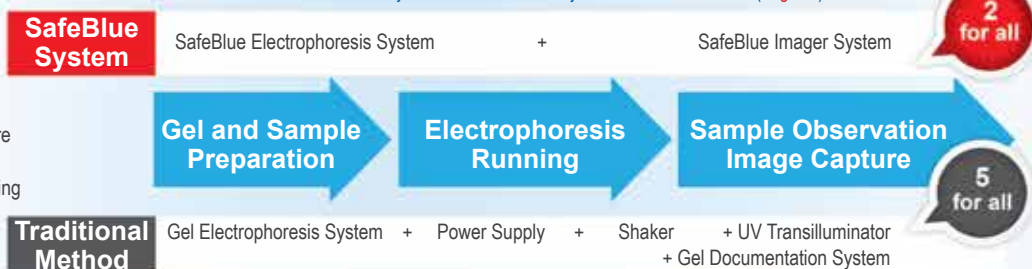 SafeBlue
System
SafeBlue Electrophoresis System + SafeBlue Imager System
2
for all
Gel and Sample
Preparation
Electrophoresis
Running
Sample Observation
Image Capture
5
for all
Traditional
Method
Gel Electrophoresis System + Power Supply + Shaker + UV Transilluminator
+ Gel Documentation System